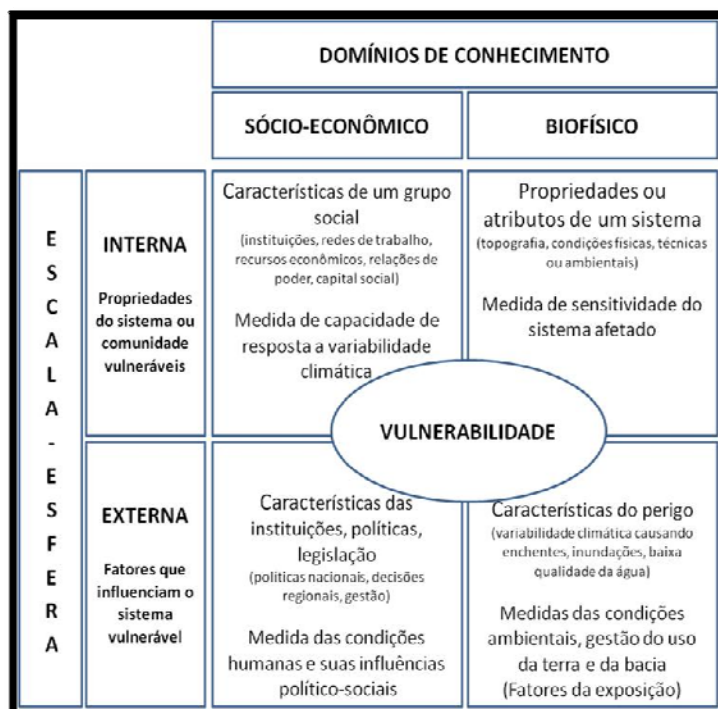 DOMÍNIOS DE CONHECIMENTO
SÓCIO-ECONÔMICO
BIOFÍSICO
ESCALA-ESFERA
INTERNA
Propriedades
do sistema ou
comunidade
vulneráveis
Características de um grupo
social
(instituições, redes de trabalho,
recursos econômicos, relações de
poder, capital social)
Medida de capacidade de
resposta a variabilidade
climática
Propriedades ou
atributos de um sistema
(topografia, condições físicas, técnicas
ou ambientais)
Medida de sensitividade do
sistema afetado
VULNERABILIDADE
EXTERNA
Fatores que
influenciam o
sistema
vulnerável
Características das
instituições, políticas,
legislação
(politicas nacionais, decisões
regionais, gestão)
Medida das condições
humanas e suas influências
político-sociais
Características do perigo
(variabilidade climática causando
enchentes, inundações, baixa
qualidade da água)
Medidas das condições
ambientais, gestão do uso
da terra e da bacia
(Fatores da exposição)